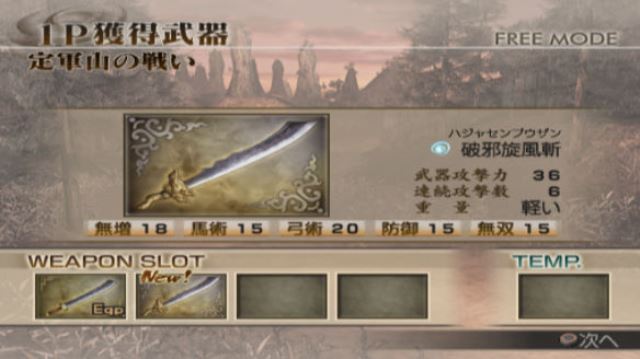 1P獲得武器
FREE MODE
定軍山の戦い
ハジャセンプウザン
破邪旋風斬
武器攻撃力 36
連続攻撃数 6
重量 軽い
無増 18 馬術 15 弓術 20 防御 15 無双 15
WEAPON SLOT
TEMP.
New!
Eqp
次へ